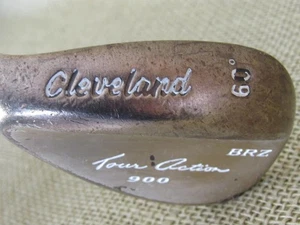 Cleveland
60°
BRZ
Tour Action
900